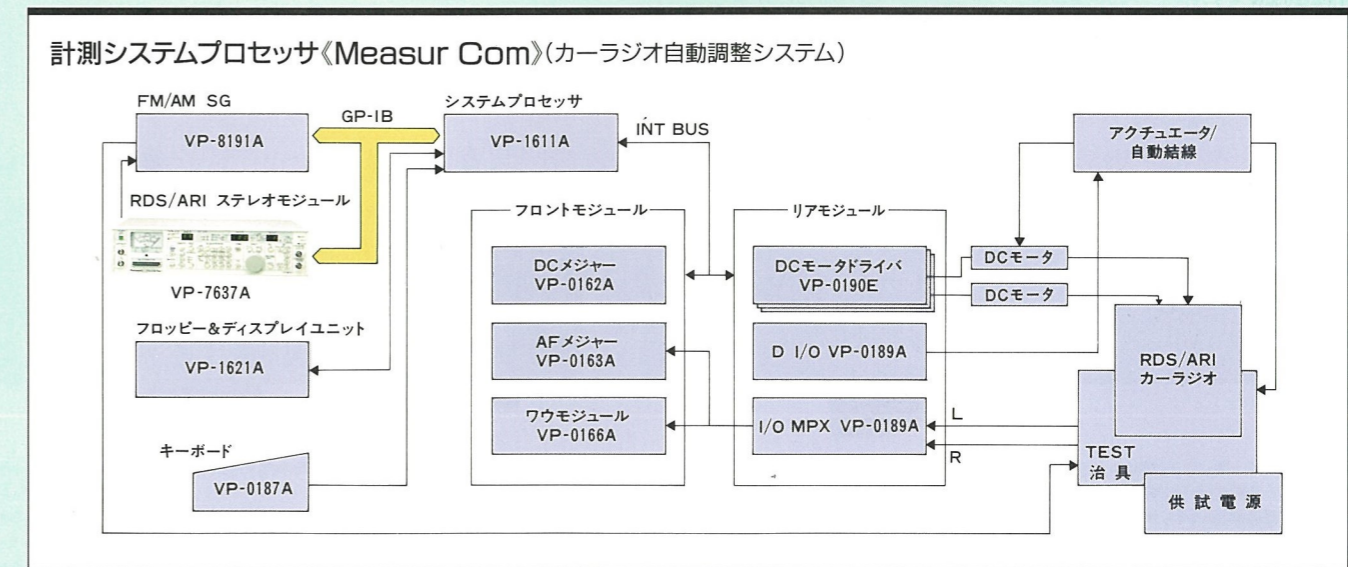 計測システムプロセッサ《Measur Com》(カーラジオ自動調整システム)
FM/AM SG
VP-8191A
GP-IB
システムプロセッサ
VP-1611A
INT BUS
アクチュエータ/
自動結線
RDS/ARI ステレオモジュール
VP-7637A
フロントモジュール
リアモジュール
DCメジャー
VP-0162A
DCモータドライバ
VP-0190E
DCモータ
DCモータ
フロッピー&ディスプレイユニット
VP-1621A
AFメジャー
VP-0163A
D I/O VP-0189A
RDS/ARI
カーラジオ
ワウモジュール
VP-0166A
I/O MPX VP-0189A
L
R
TEST
治具
キーボード
VP-0187A
供試電源